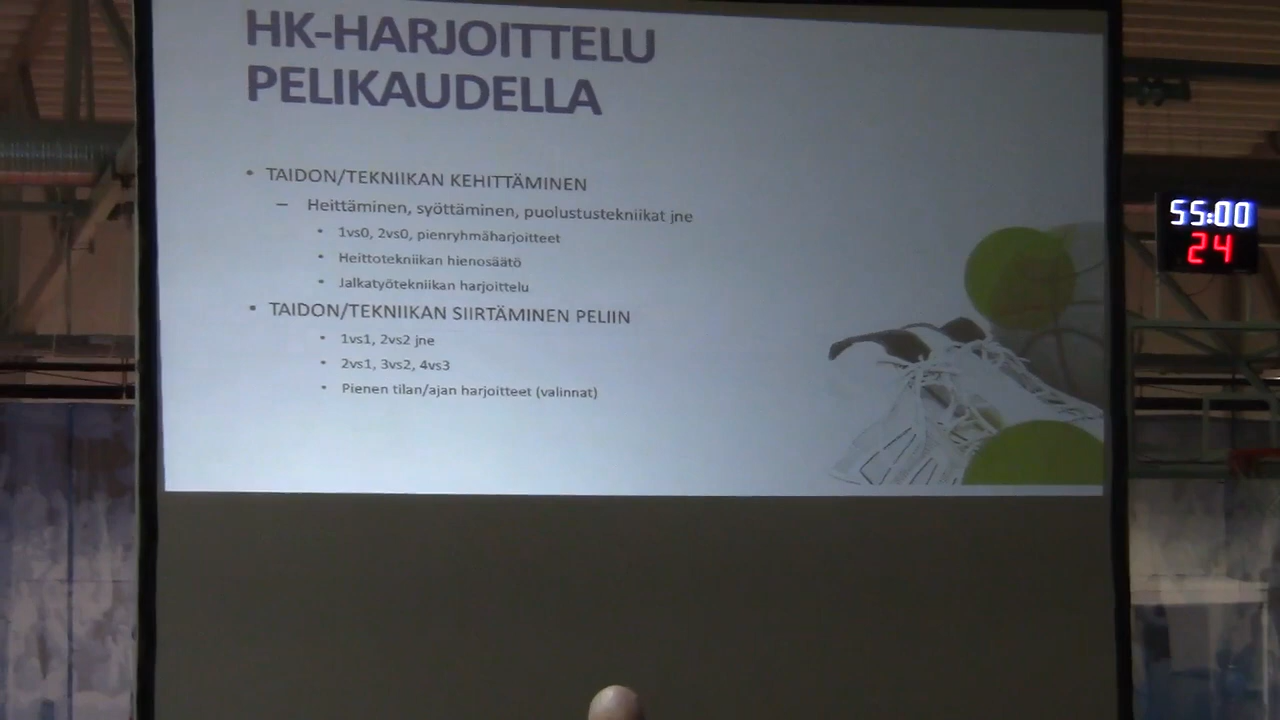 HK-HARJOITTELU
PELIKAUDELLA
• TAIDON/TEKNIIKAN KEHITTÄMINEN
– Heittäminen, syöttäminen, puolustustekniikat jne
• 1vs0, 2vs0, pienryhmäharjoitteet
• Heittotekniikan hienosäätö
• Jalkatyötekniikan harjoittelu
• TAIDON/TEKNIIKAN SIIRTÄMINEN PELIIN
• 1vs1, 2vs2 jne
• 2vs1, 3vs2, 4vs3
• Pienen tilan/ajan harjoitteet (valinnat)
55:00
24